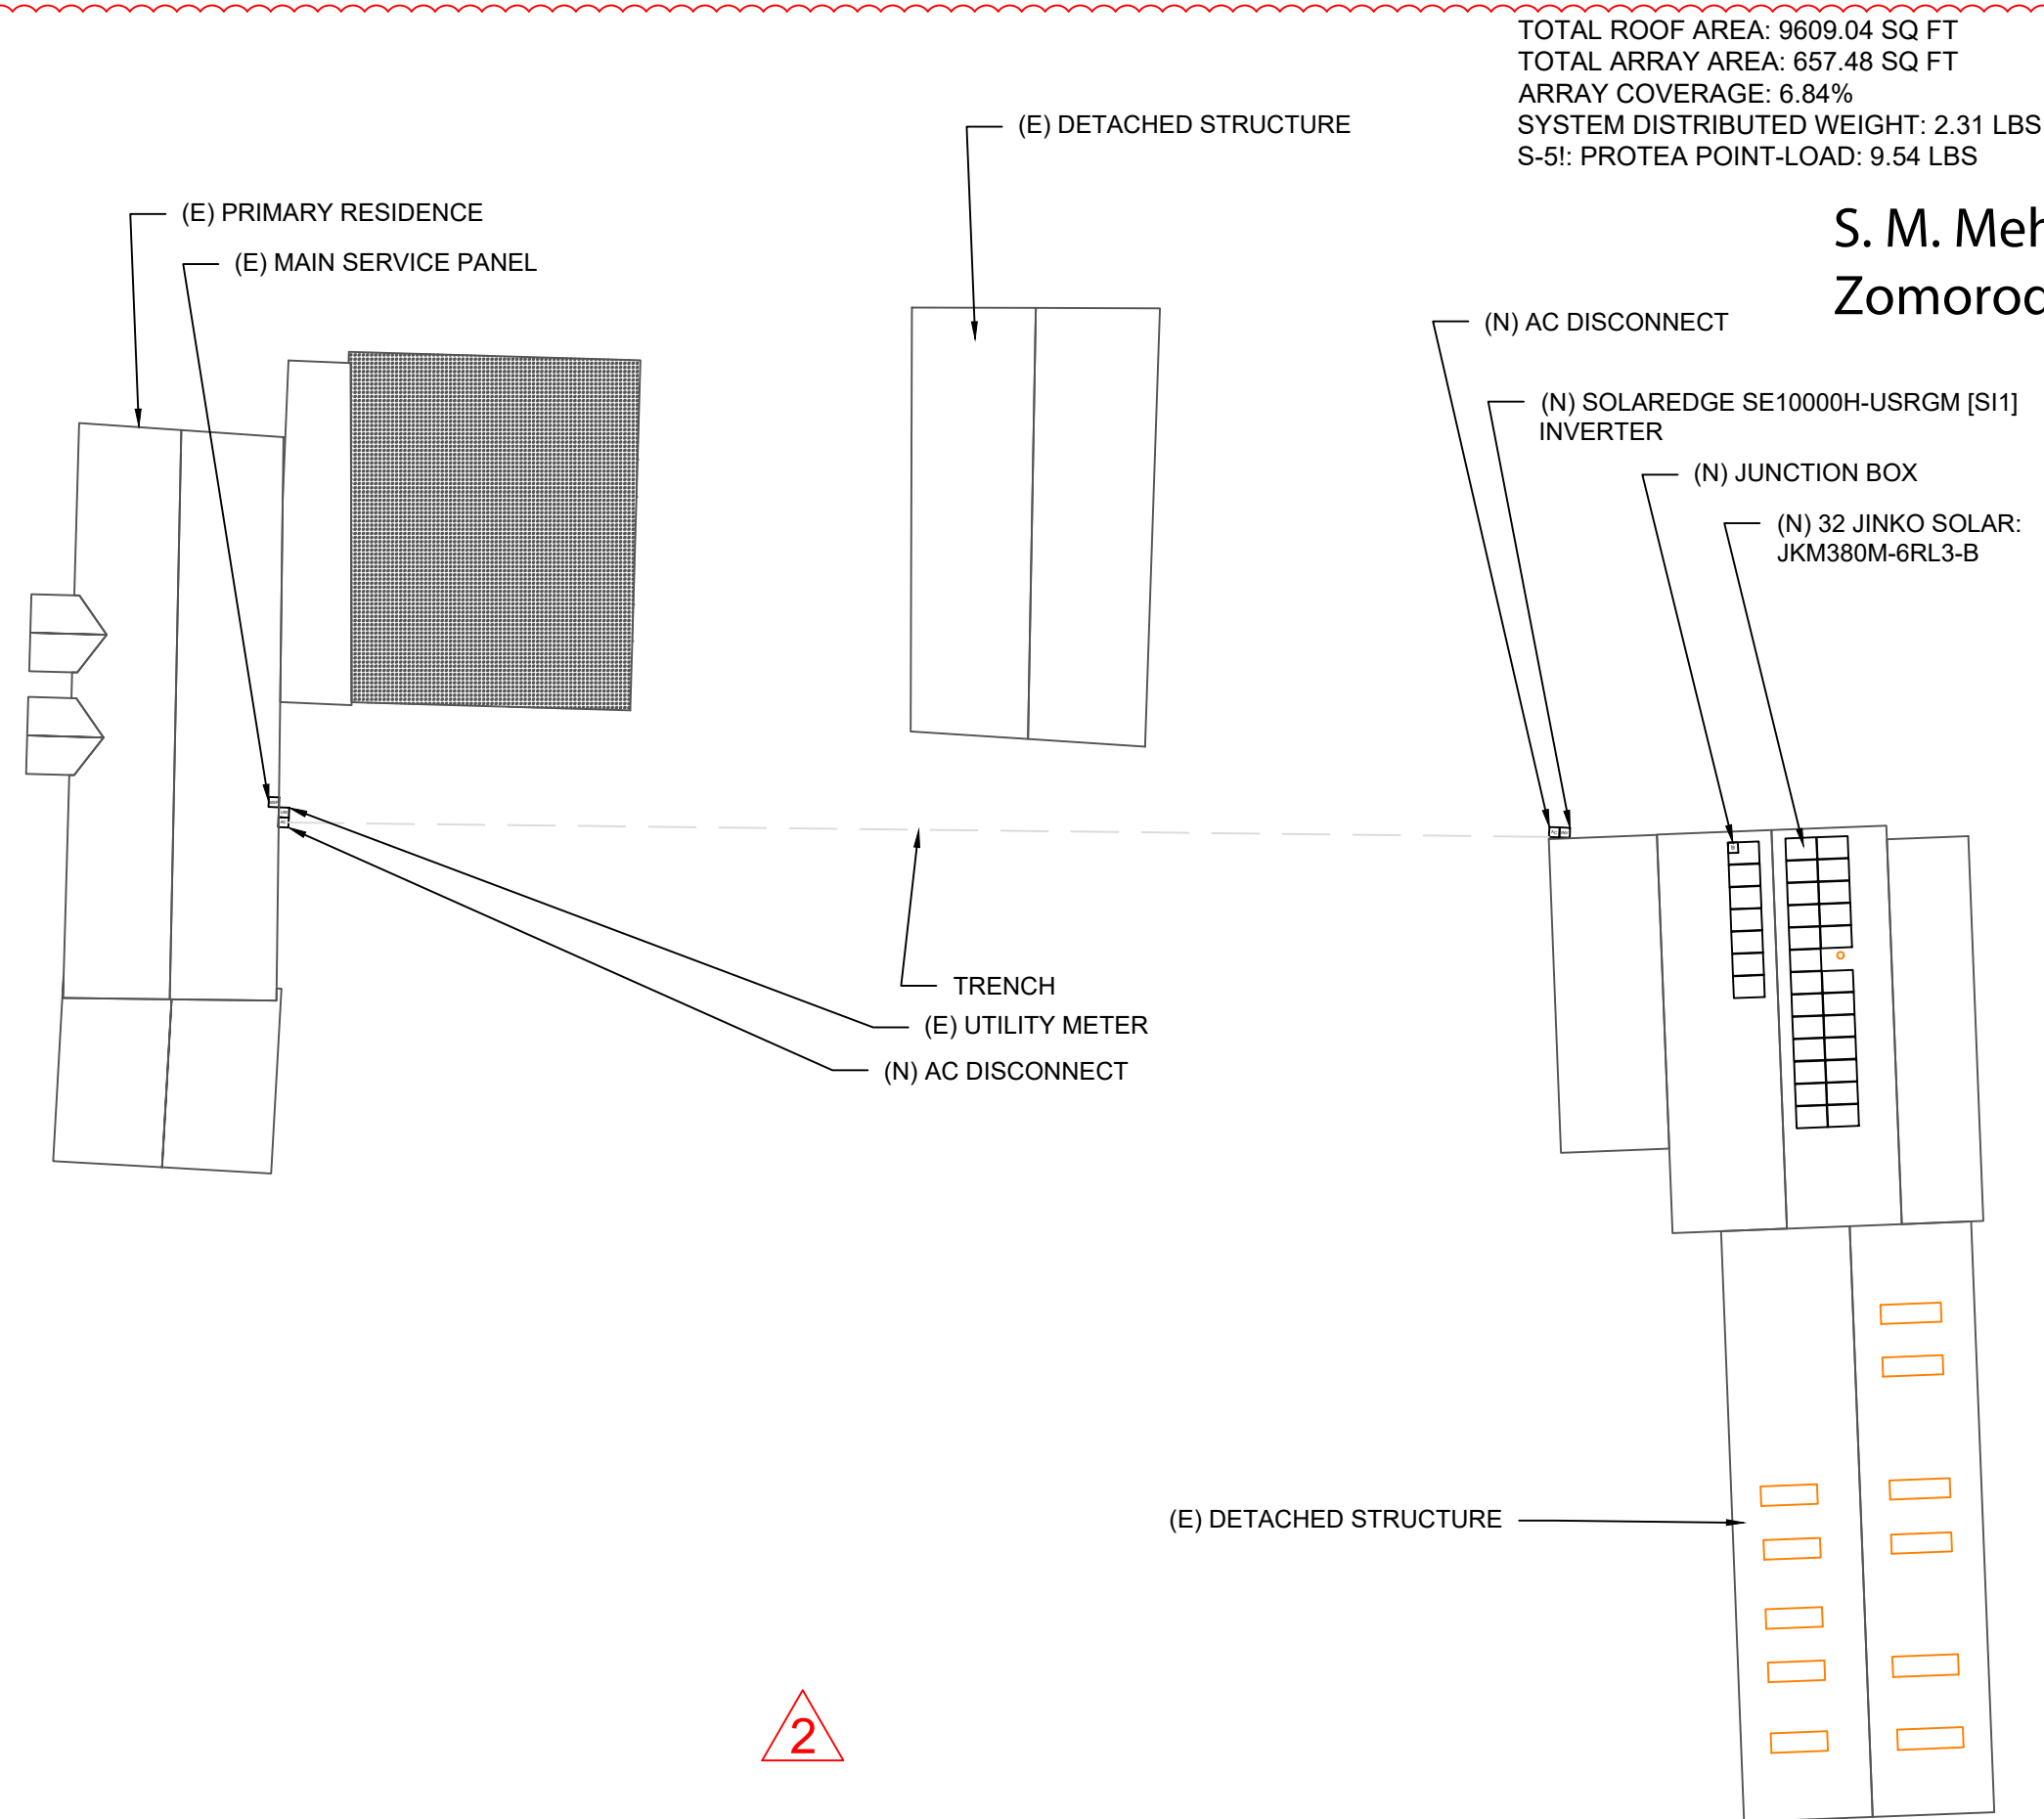 TOTAL ROOF AREA: 9609.04 SQ FT
TOTAL ARRAY AREA: 657.48 SQ FT
ARRAY COVERAGE: 6.84%
SYSTEM DISTRIBUTED WEIGHT: 2.31 LBS
S-5!: PROTEA POINT-LOAD: 9.54 LBS
(E) DETACHED STRUCTURE
(E) PRIMARY RESIDENCE
(E) MAIN SERVICE PANEL
S. M. Meh
Zomorod
(N) AC DISCONNECT
(N) SOLAREDGE SE10000H-USRGM [SI1]
INVERTER
(N) JUNCTION BOX
(N) 32 JINKO SOLAR:
JKM380M-6RL3-B
TRENCH
(E) UTILITY METER
(N) AC DISCONNECT
(E) DETACHED STRUCTURE
2